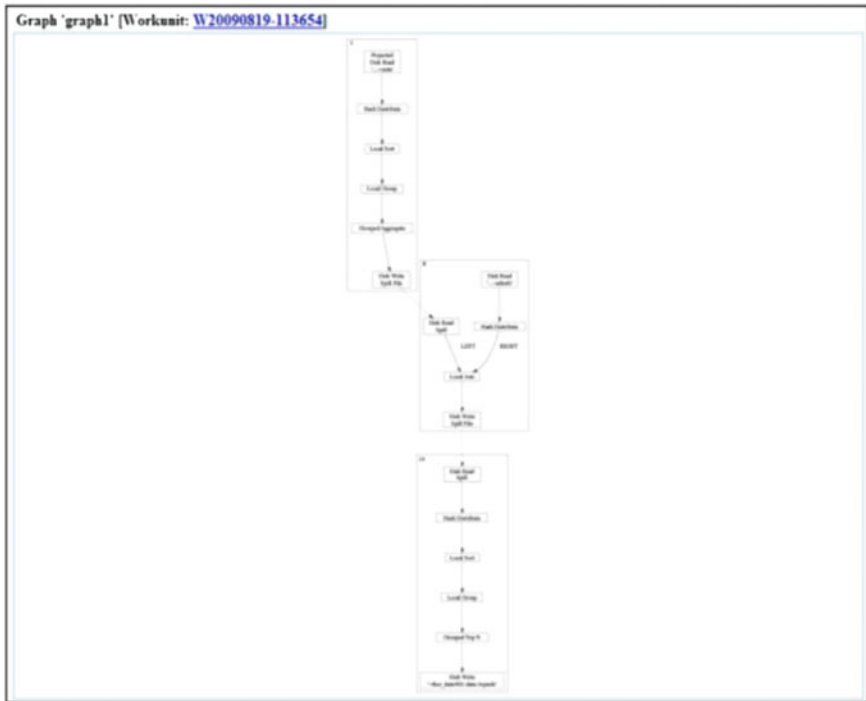 Graph 'graph1' [Workunit: W20090819-113654]
Disk Read
Hash Distribute
Local Sort
Local Group
Grouped Aggregate
Disk Write
Spill File
Disk Read
Disk Read
Spill
Hash Distribute
LEFT
RIGHT
Local Join
Disk Write
Spill File
Disk Read
Spill
Hash Distribute
Local Sort
Local Group
Grouped Top N
Disk Write